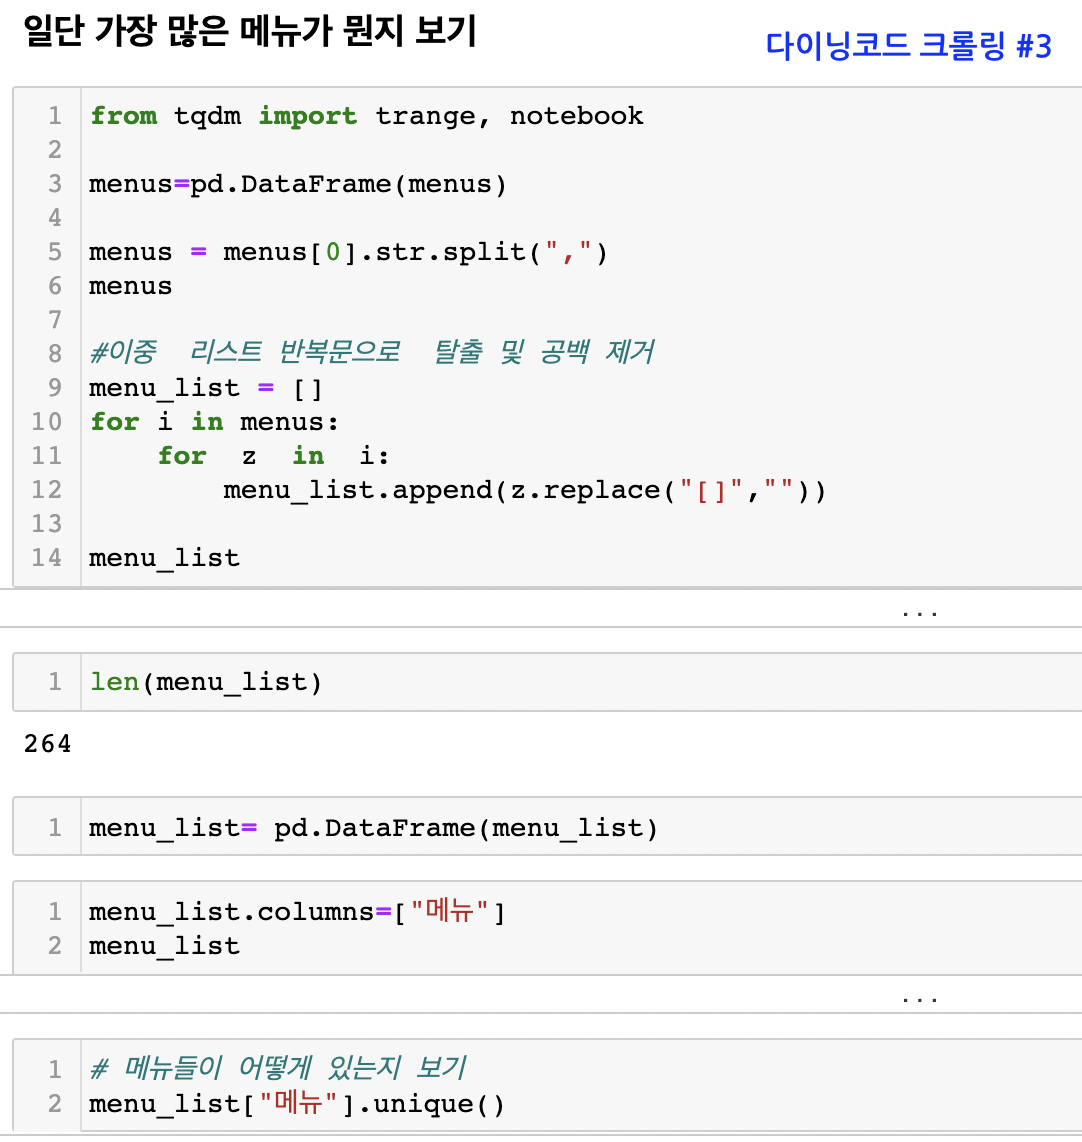 일단 가장 많은 메뉴가 뭔지 보기
다이닝코드 크롤링 #3
1 from tqdm import trange, notebook
2
3 menus=pd.DataFrame(menus)
4
5 menus = menus[0].str.split(",")
6 menus
7
8 #이중  리스트 반복문으로  탈출 및 공백 제거
9 menu_list = []
10 for i in menus:
11     for  z  in  i:
12         menu_list.append(z.replace("[]",""))
13
14 menu_list
...
1 len(menu_list)
264
1 menu_list= pd.DataFrame(menu_list)
1 menu_list.columns=["메뉴"]
2 menu_list
...
1 # 메뉴들이 어떻게 있는지 보기
2 menu_list["메뉴"].unique()